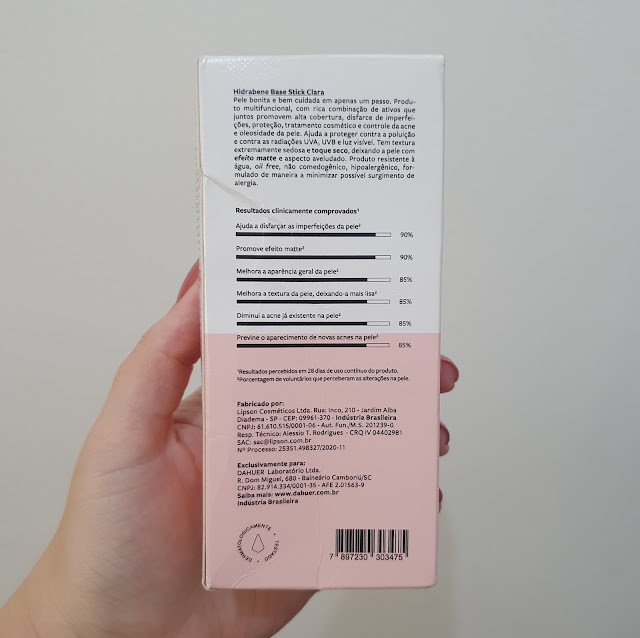 Hidrabene Base Stick Clara
Pele bonita e bem cuidada em apenas um passo. Produ-
to multifuncional, com rica combinação de ativos que
juntos promovem alta cobertura, disfarce de imperfei-
ções, proteção, tratamento cosmético e controle da acne
e oleosidade da pele. Ajuda a proteger contra a poluição
e contra as radiações UVA, UVB e luz visível. Tem textura
extremamente sedosa e toque seco, deixando a pele com
efeito matte e aspecto aveludado. Produto resistente à
água, oil free, não comedogênico, hipoalergênico, for-
mulado de maneira a minimizar possível surgimento de
alergia.
Resultados clinicamente comprovados¹
Ajuda a disfarçar as imperfeições da pele²
90%
Promove efeito matte²
90%
Melhora a aparência geral da pele²
85%
Melhora a textura da pele, deixando-a mais lisa²
85%
Diminui a acne já existente na pele²
85%
Previne o aparecimento de novas acnes na pele²
85%
¹Resultados percebidos em 28 dias de uso contínuo do produto.
²Porcentagem de voluntários que perceberam as alterações na pele.
Fabricado por:
Lipson Cosméticos Ltda. Rua: Inco, 210 - Jardim Alba
Diadema - SP - CEP: 09961-370 - Indústria Brasileira
CNPJ: 61.610.515/0001-06 - Aut. Fun./M.S. 201239-0
Resp. Técnico: Alessio T. Rodrigues - CRQ IV 04402981
SAC: sac@lipson.com.br
Nº Processo: 25351.498327/2020-11
Exclusivamente para:
DAHUER Laboratório Ltda.
R. Dom Miguel, 680 - Balneário Camboriú/SC
CNPJ: 82.914.334/0001-35 - AFE 2.01563-9
Saiba mais: www.dahuer.com.br
Indústria Brasileira
DERMATOLOGICAMENTE • TESTADO •
7 897230 303475